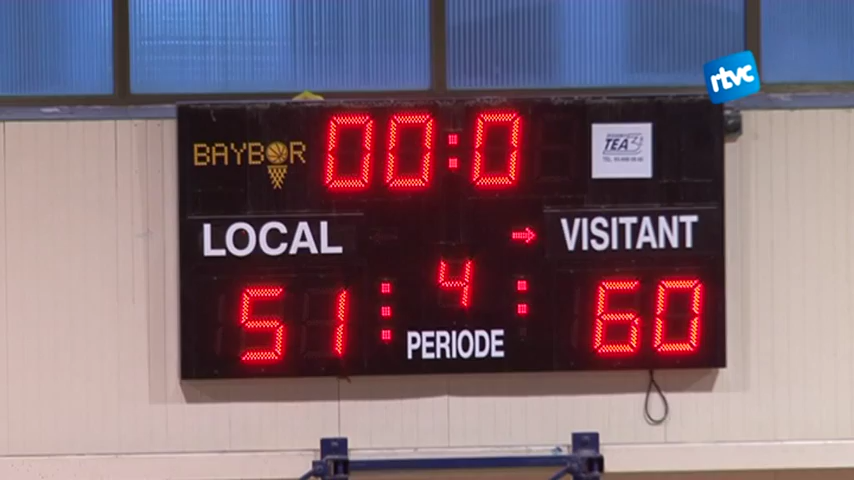 rtvc
BAYBOR
00:0
TEA
LOCAL
VISITANT
51
4
60
PERIODE